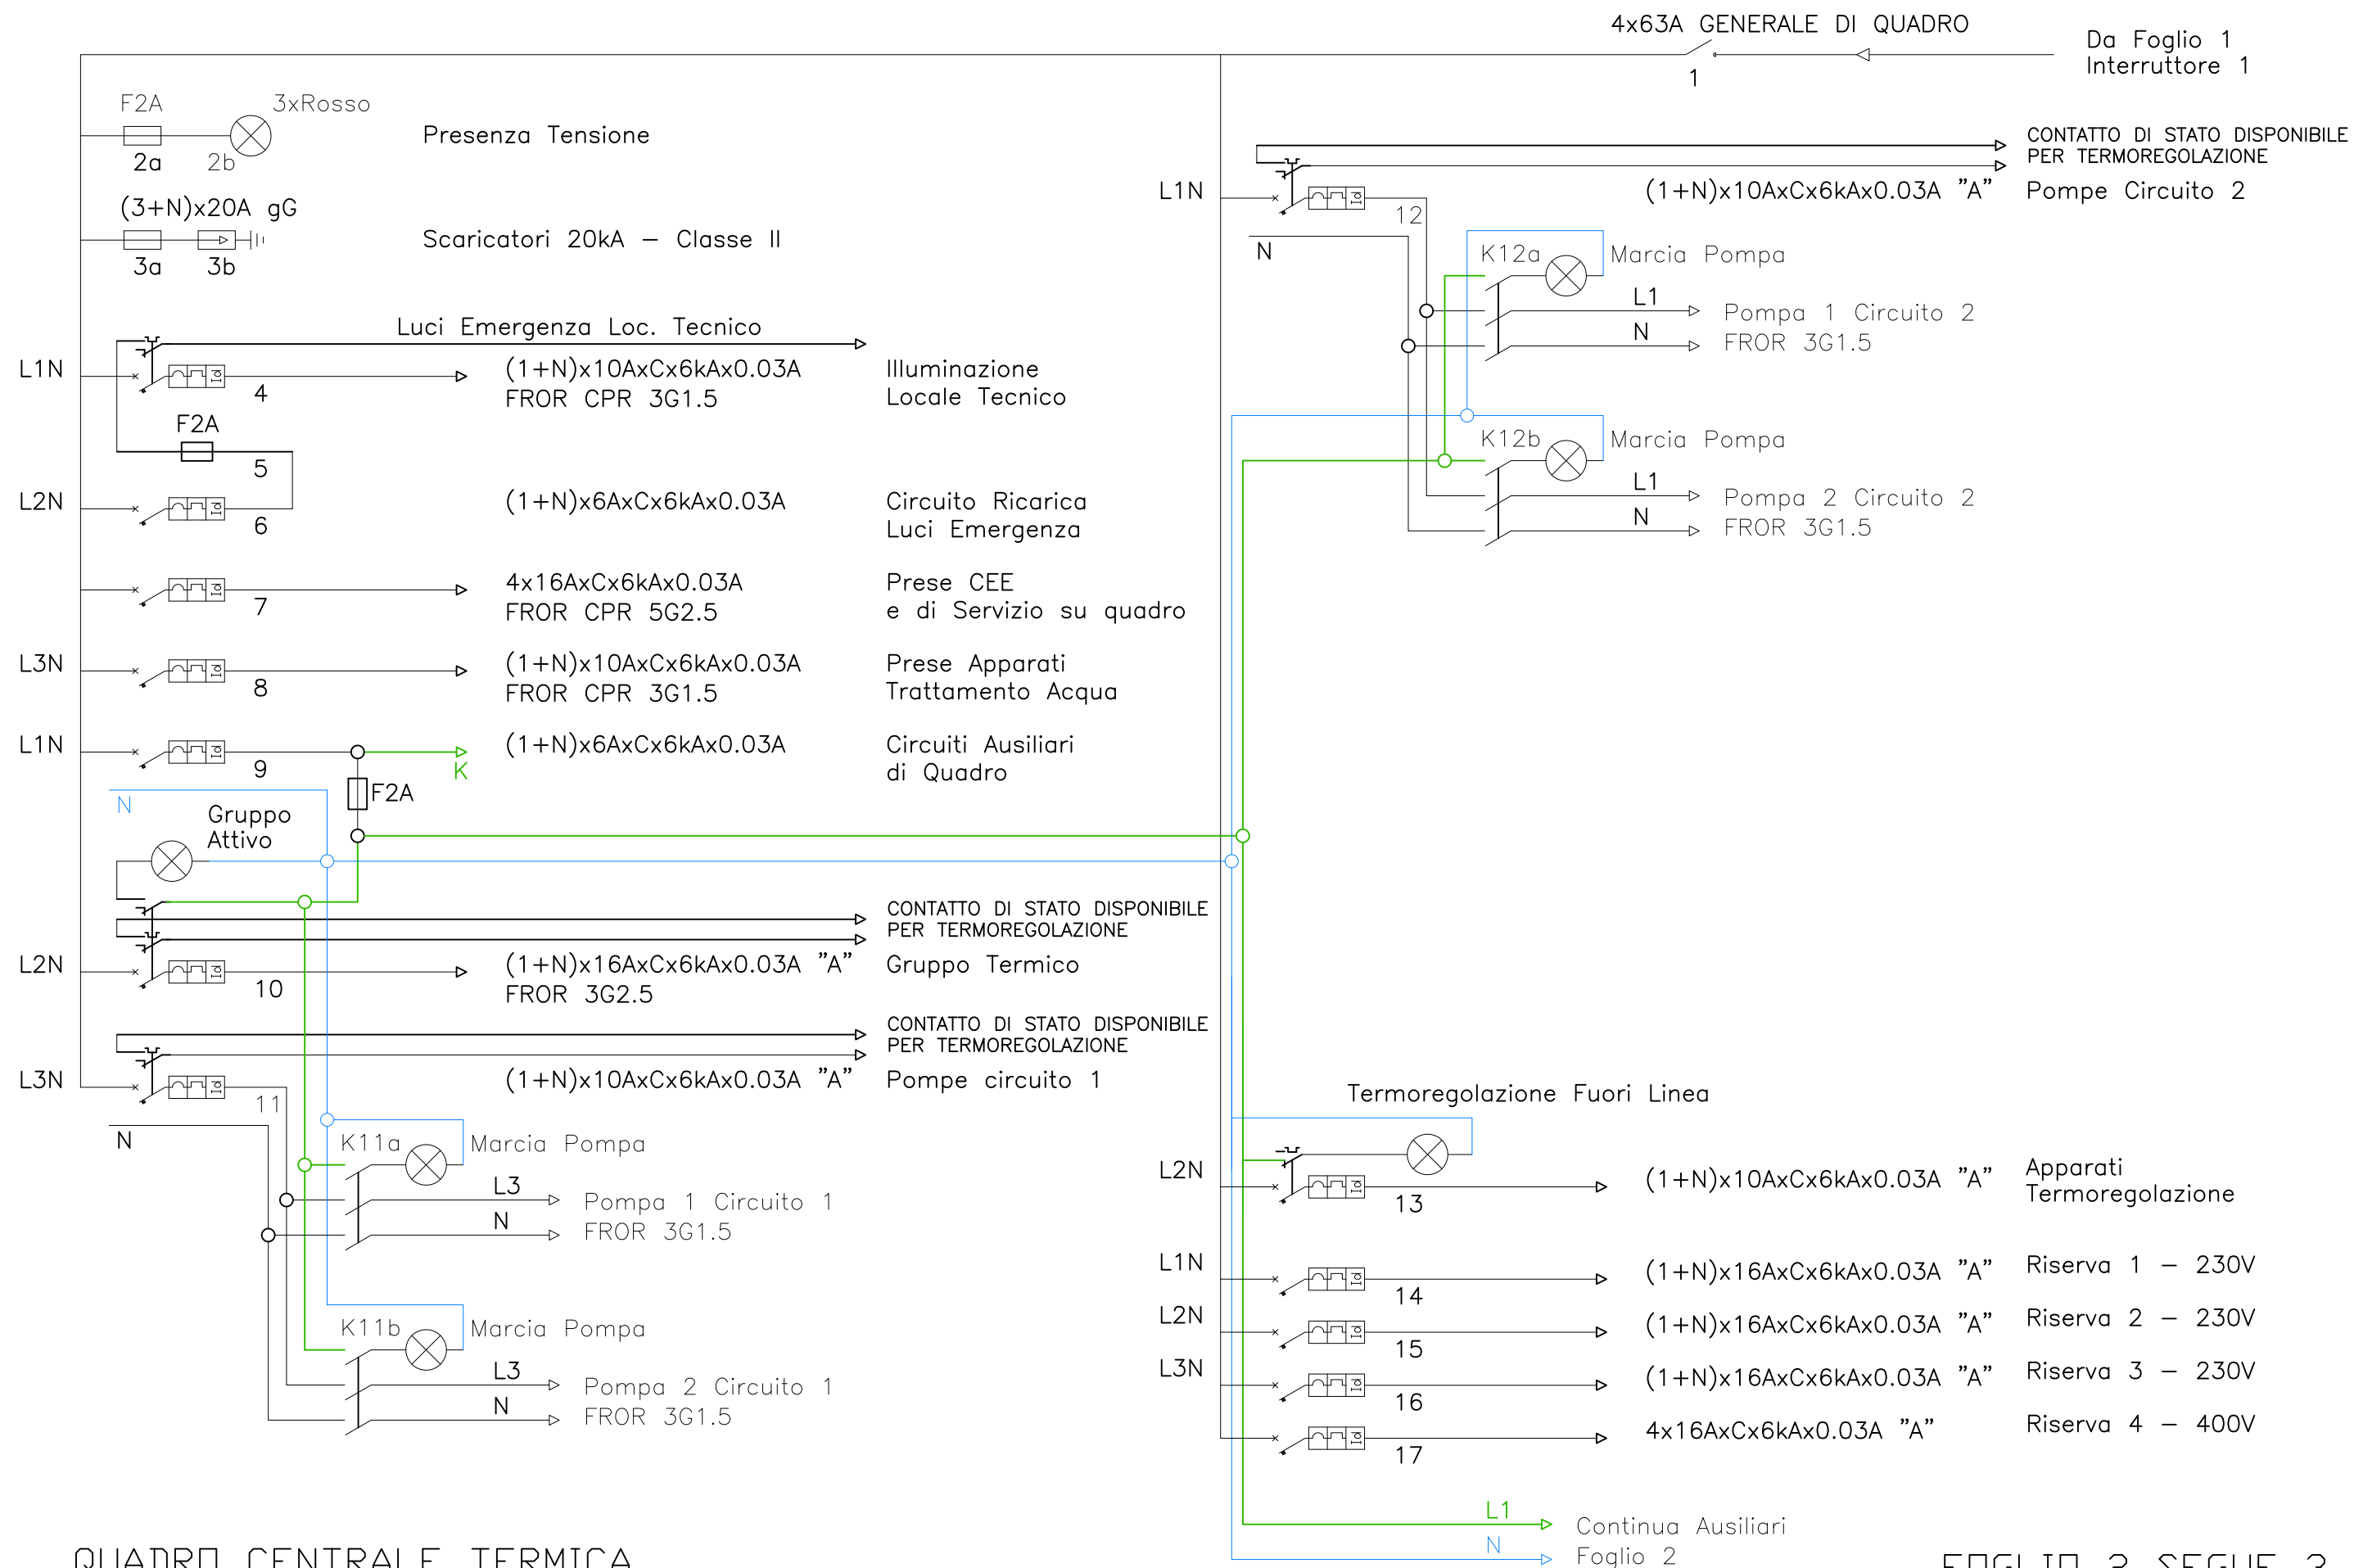 4x63A GENERALE DI QUADRO
Da Foglio 1
Interruttore 1
1
F2A
3xRosso
Presenza Tensione
2a
2b
(3+N)x20A gG
Scaricatori 20kA – Classe II
3a
3b
Luci Emergenza Loc. Tecnico
L1N
4
(1+N)x10AxCx6kAx0.03A
FROR CPR 3G1.5
Illuminazione
Locale Tecnico
F2A
5
L2N
6
(1+N)x6AxCx6kAx0.03A
Circuito Ricarica
Luci Emergenza
7
4x16AxCx6kAx0.03A
FROR CPR 5G2.5
Prese CEE
e di Servizio su quadro
L3N
8
(1+N)x10AxCx6kAx0.03A
FROR CPR 3G1.5
Prese Apparati
Trattamento Acqua
L1N
9
K
(1+N)x6AxCx6kAx0.03A
Circuiti Ausiliari
di Quadro
F2A
N
Gruppo
Attivo
CONTATTO DI STATO DISPONIBILE
PER TERMOREGOLAZIONE
L2N
10
(1+N)x16AxCx6kAx0.03A "A"
FROR 3G2.5
Gruppo Termico
CONTATTO DI STATO DISPONIBILE
PER TERMOREGOLAZIONE
L3N
11
(1+N)x10AxCx6kAx0.03A "A"
Pompe circuito 1
N
K11a
Marcia Pompa
L3
N
Pompa 1 Circuito 1
FROR 3G1.5
K11b
Marcia Pompa
L3
N
Pompa 2 Circuito 1
FROR 3G1.5
CONTATTO DI STATO DISPONIBILE
PER TERMOREGOLAZIONE
L1N
12
(1+N)x10AxCx6kAx0.03A "A"
Pompe Circuito 2
N
K12a
Marcia Pompa
L1
N
Pompa 1 Circuito 2
FROR 3G1.5
K12b
Marcia Pompa
L1
N
Pompa 2 Circuito 2
FROR 3G1.5
Termoregolazione Fuori Linea
L2N
13
(1+N)x10AxCx6kAx0.03A "A"
Apparati
Termoregolazione
L1N
14
(1+N)x16AxCx6kAx0.03A "A"
Riserva 1 – 230V
L2N
15
(1+N)x16AxCx6kAx0.03A "A"
Riserva 2 – 230V
L3N
16
(1+N)x16AxCx6kAx0.03A "A"
Riserva 3 – 230V
17
4x16AxCx6kAx0.03A "A"
Riserva 4 – 400V
L1
N
Continua Ausiliari
Foglio 2
QUADRO CENTRALE TERMICA
FOGLIO 2 SEGUE 3